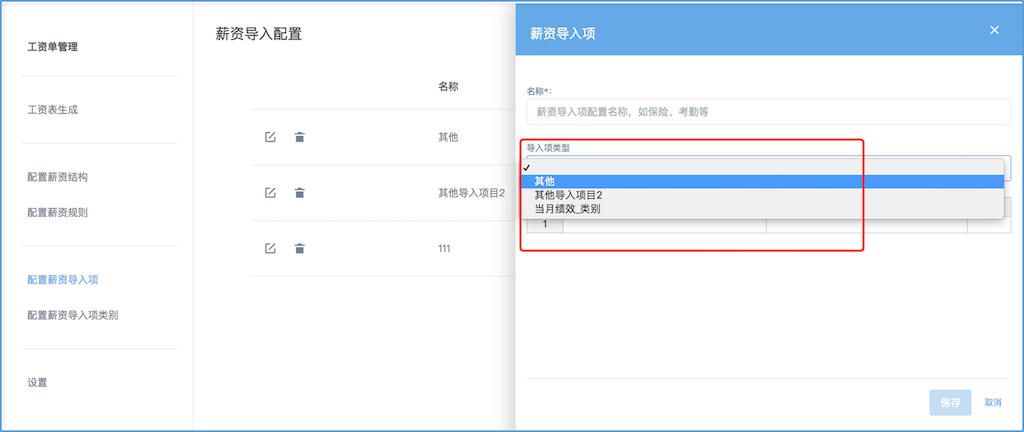 工资单管理
工资表生成
配置薪资结构
配置薪资规则
配置薪资导入项
配置薪资导入项类别
设置
薪资导入配置
名称
其他
其他导入项目2
111
薪资导入项
名称*:
薪资导入项配置名称，如保险、考勤等
导入项类型
其他
其他导入项目2
当月绩效_类别
1
保存
取消